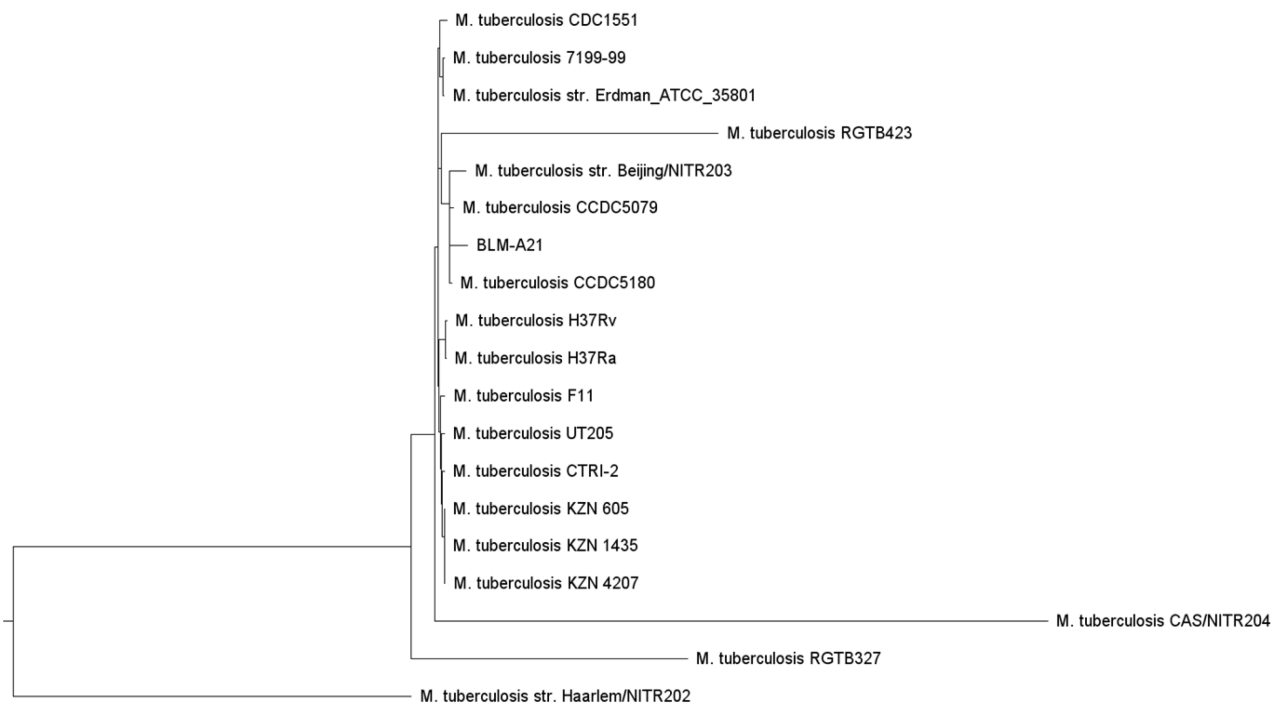 M. tuberculosis CDC1551
M. tuberculosis 7199-99
M. tuberculosis str. Erdman_ATCC_35801
M. tuberculosis RGTB423
M. tuberculosis str. Beijing/NITR203
M. tuberculosis CCDC5079
BLM-A21
M. tuberculosis CCDC5180
M. tuberculosis H37Rv
M. tuberculosis H37Ra
M. tuberculosis F11
M. tuberculosis UT205
M. tuberculosis CTRI-2
M. tuberculosis KZN 605
M. tuberculosis KZN 1435
M. tuberculosis KZN 4207
M. tuberculosis CAS/NITR204
M. tuberculosis RGTB327
M. tuberculosis str. Haarlem/NITR202